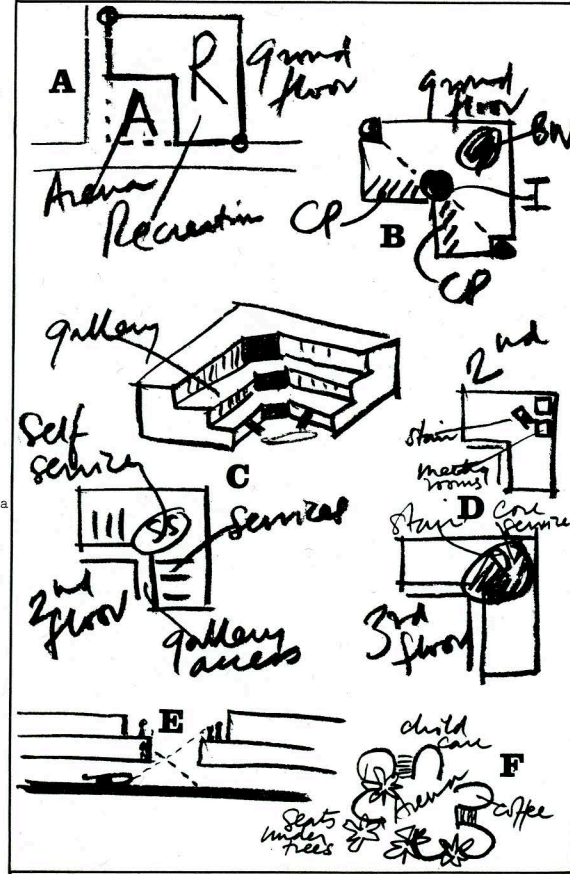 A
R
A
ground
floor
Arena
Recreation
ground
floor
BW
I
CP
B
CP
gallery
C
2nd
stair
meeting
rooms
D
Self
service
SS
services
2nd
floor
gallery
access
stair
core
services
3rd
floor
E
child
care
F
Arena
coffee
seats
under
trees
a